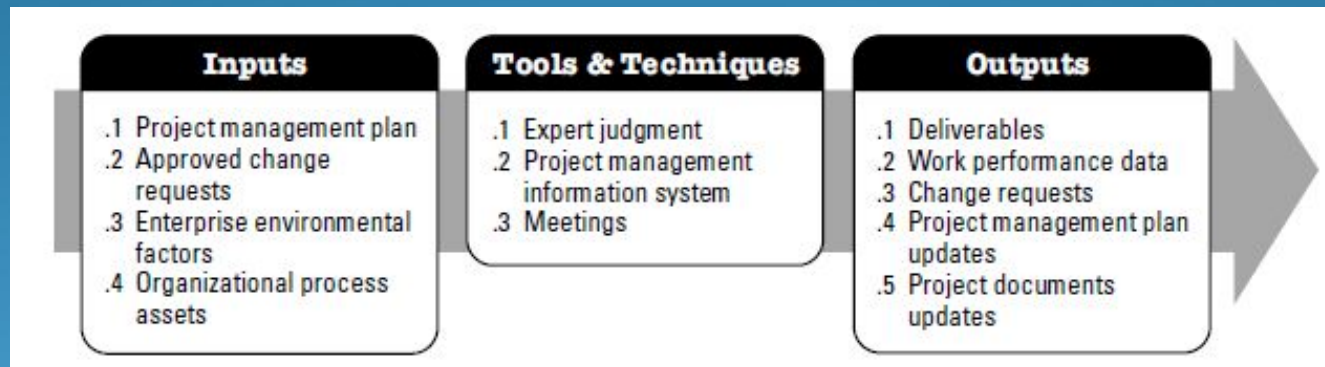 Inputs
.1 Project management plan
.2 Approved change
requests
.3 Enterprise environmental
factors
.4 Organizational process
assets
Tools & Techniques
.1 Expert judgment
.2 Project management
information system
.3 Meetings
Outputs
.1 Deliverables
.2 Work performance data
.3 Change requests
.4 Project management plan
updates
.5 Project documents
updates